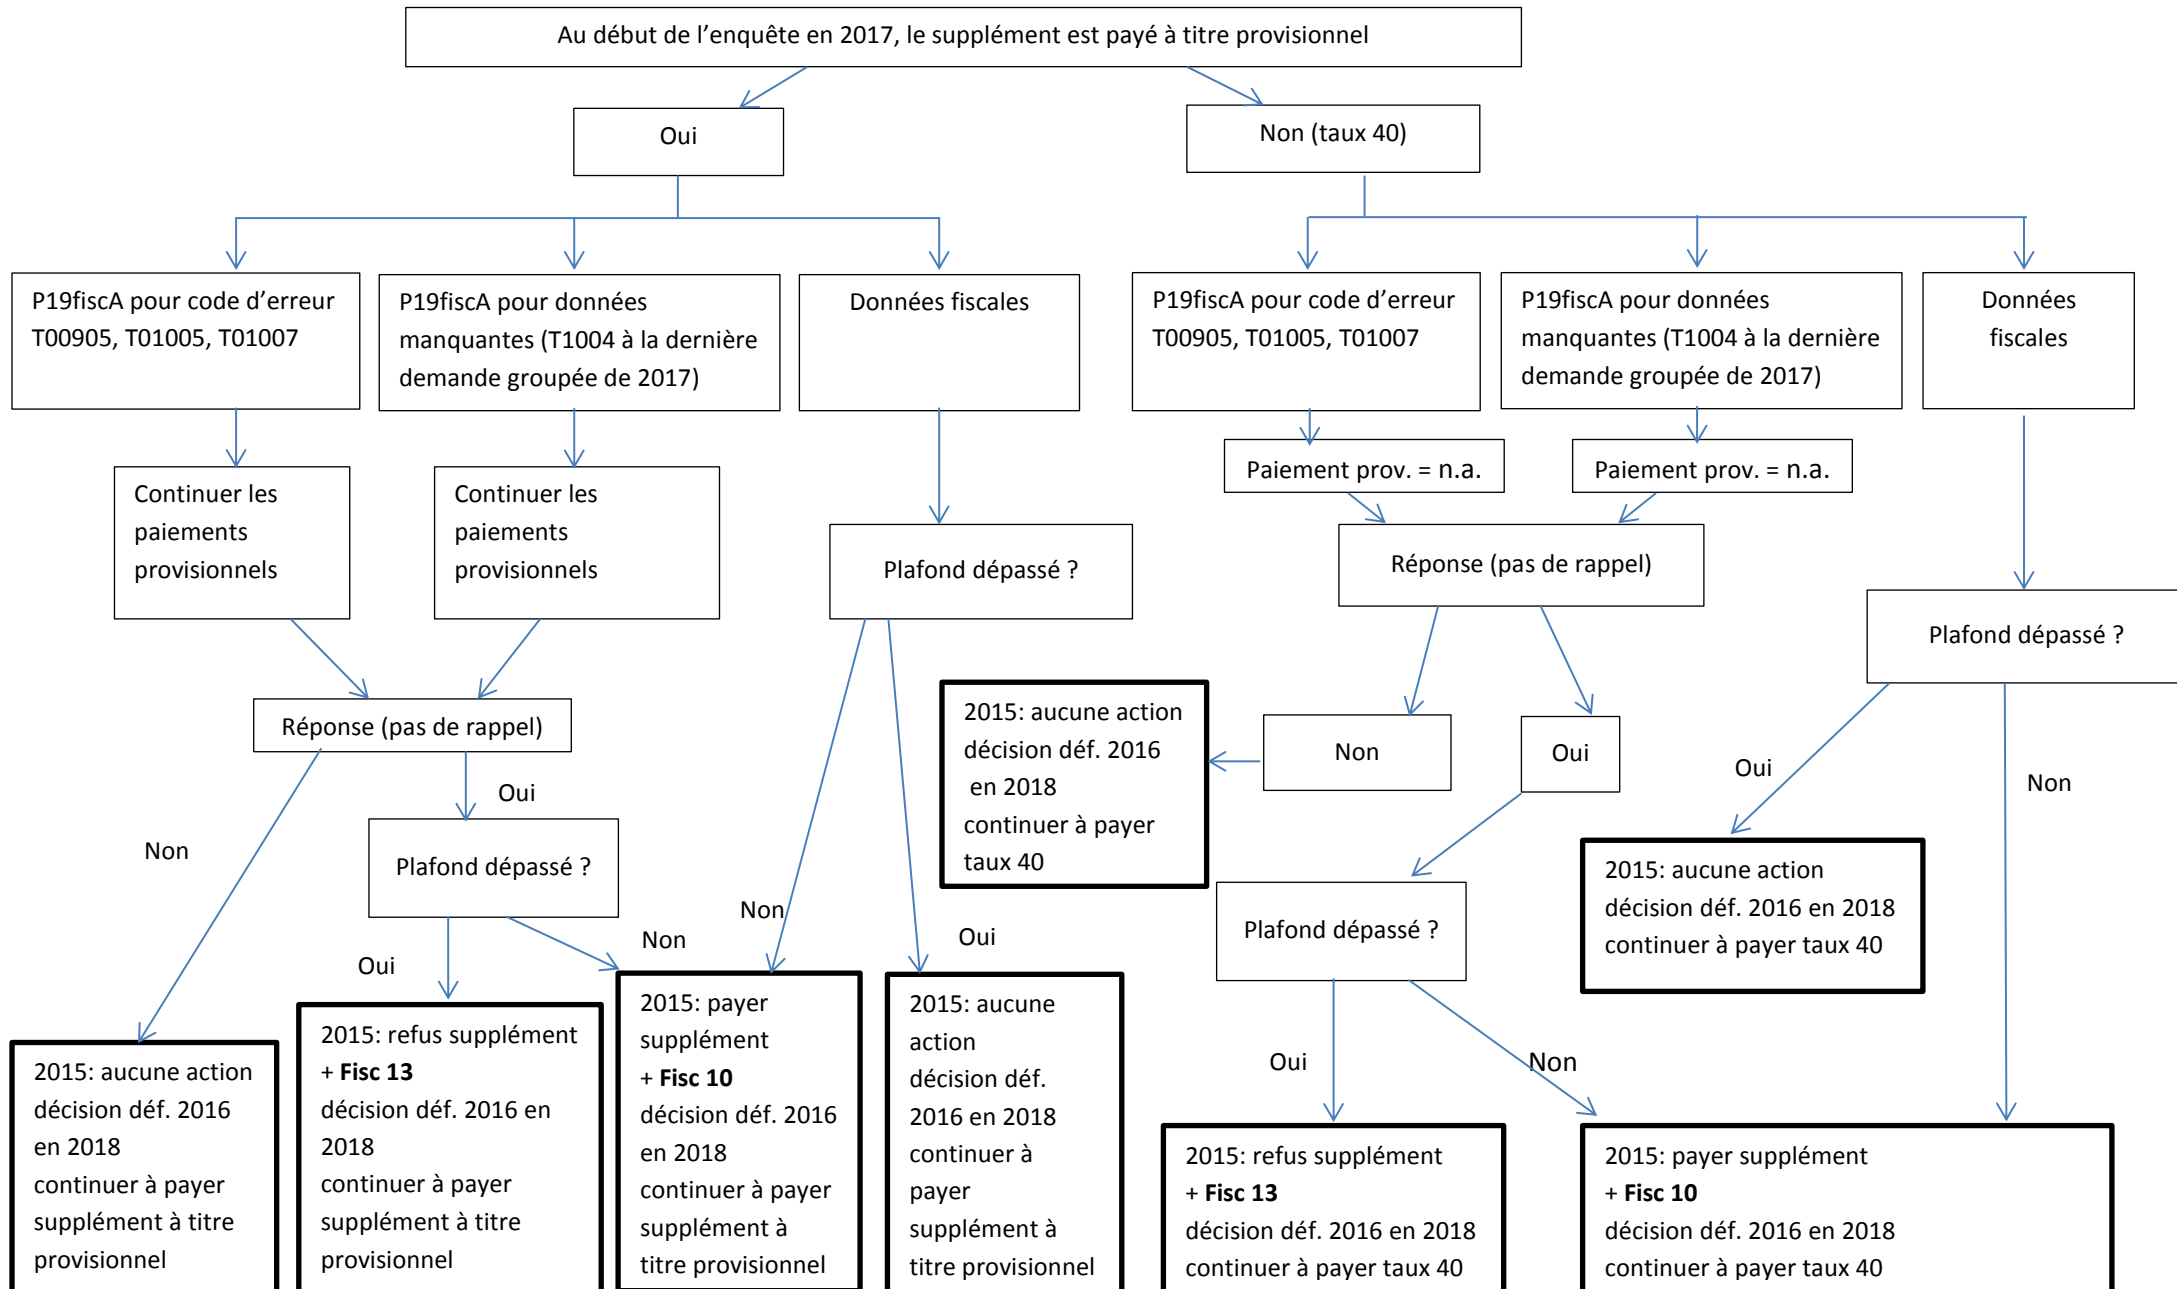 Au début de l’enquête en 2017, le supplément est payé à titre provisionnel
Oui
Non (taux 40)
P19fiscA pour code d’erreur
T00905, T01005, T01007
P19fiscA pour données
manquantes (T1004 à la dernière
demande groupée de 2017)
Données fiscales
P19fiscA pour code d’erreur
T00905, T01005, T01007
P19fiscA pour données
manquantes (T1004 à la dernière
demande groupée de 2017)
Données
fiscales
Continuer les
paiements
provisionnels
Continuer les
paiements
provisionnels
Paiement prov. = n.a.
Paiement prov. = n.a.
Plafond dépassé ?
Réponse (pas de rappel)
Plafond dépassé ?
Réponse (pas de rappel)
2015: aucune action
décision déf. 2016
en 2018
continuer à payer
taux 40
Non
Oui
Oui
Non
Oui
Non
Plafond dépassé ?
Non
Oui
Non
Oui
Plafond dépassé ?
2015: aucune action
décision déf. 2016 en 2018
continuer à payer taux 40
Oui
Non
2015: aucune action
décision déf. 2016
en 2018
continuer à payer
supplément à titre
provisionnel
2015: refus supplément
+ Fisc 13
décision déf. 2016 en
2018
continuer à payer
supplément à titre
provisionnel
2015: payer
supplément
+ Fisc 10
décision déf. 2016
en 2018
continuer à payer
supplément à
titre provisionnel
2015: aucune
action
décision déf.
2016 en 2018
continuer à
payer
supplément à
titre provisionnel
2015: refus supplément
+ Fisc 13
décision déf. 2016 en 2018
continuer à payer taux 40
2015: payer supplément
+ Fisc 10
décision déf. 2016 en 2018
continuer à payer taux 40